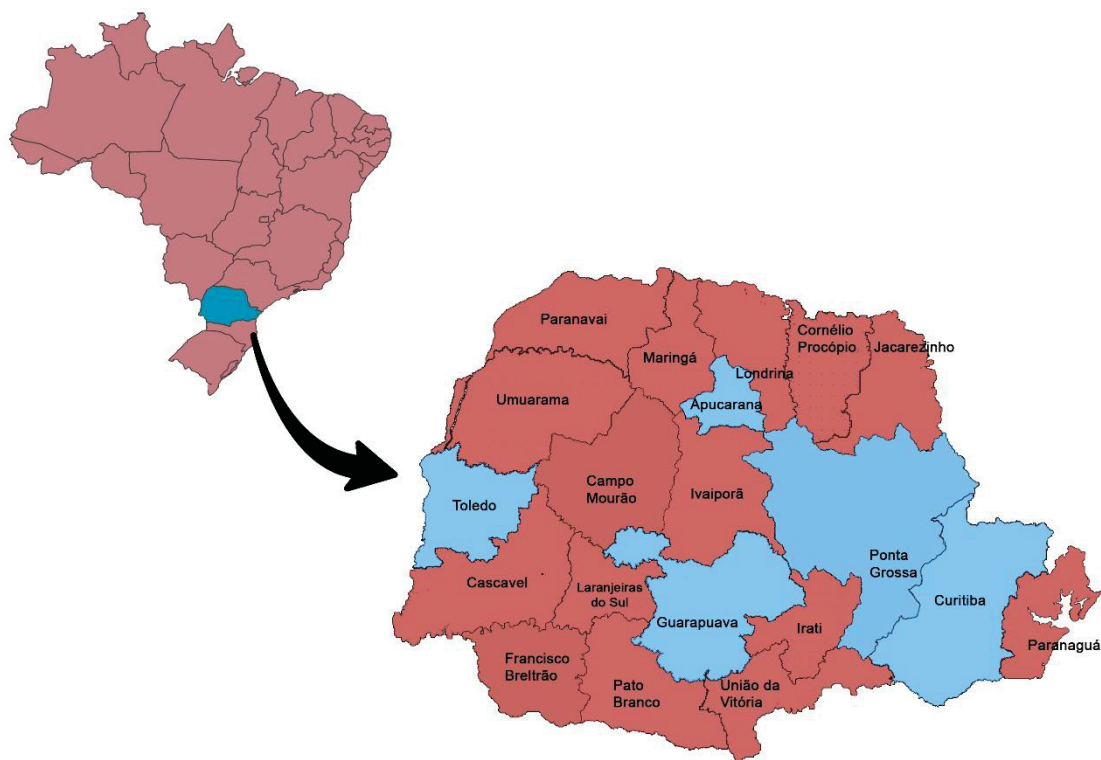 Paranavai
Maringá
Cornélio
Procópio
Jacarezinho
Londrina
Apucarana
Umuarama
Campo
Mourão
Ivaiporã
Toledo
Ponta
Grossa
Curitiba
Cascavel
Laranjeiras
do Sul
Guarapuava
Irati
Paranaguá
Francisco
Breltrão
Pato
Branco
União da
Vitória